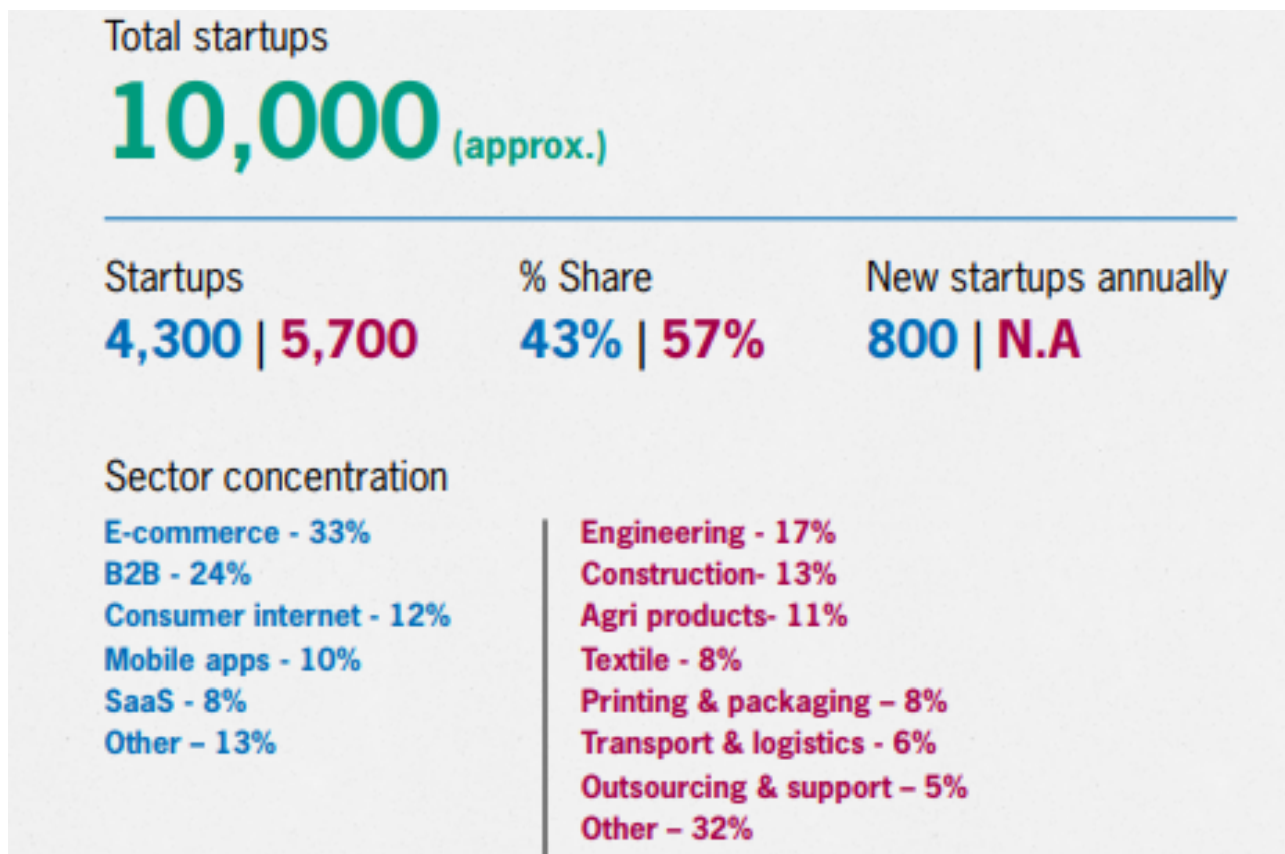 Total startups
10,000 (approx.)
Startups
4,300 | 5,700
% Share
43% | 57%
New startups annually
800 | N.A
Sector concentration
E-commerce - 33%
B2B - 24%
Consumer internet - 12%
Mobile apps - 10%
SaaS - 8%
Other – 13%
Engineering - 17%
Construction- 13%
Agri products- 11%
Textile - 8%
Printing & packaging – 8%
Transport & logistics - 6%
Outsourcing & support – 5%
Other – 32%